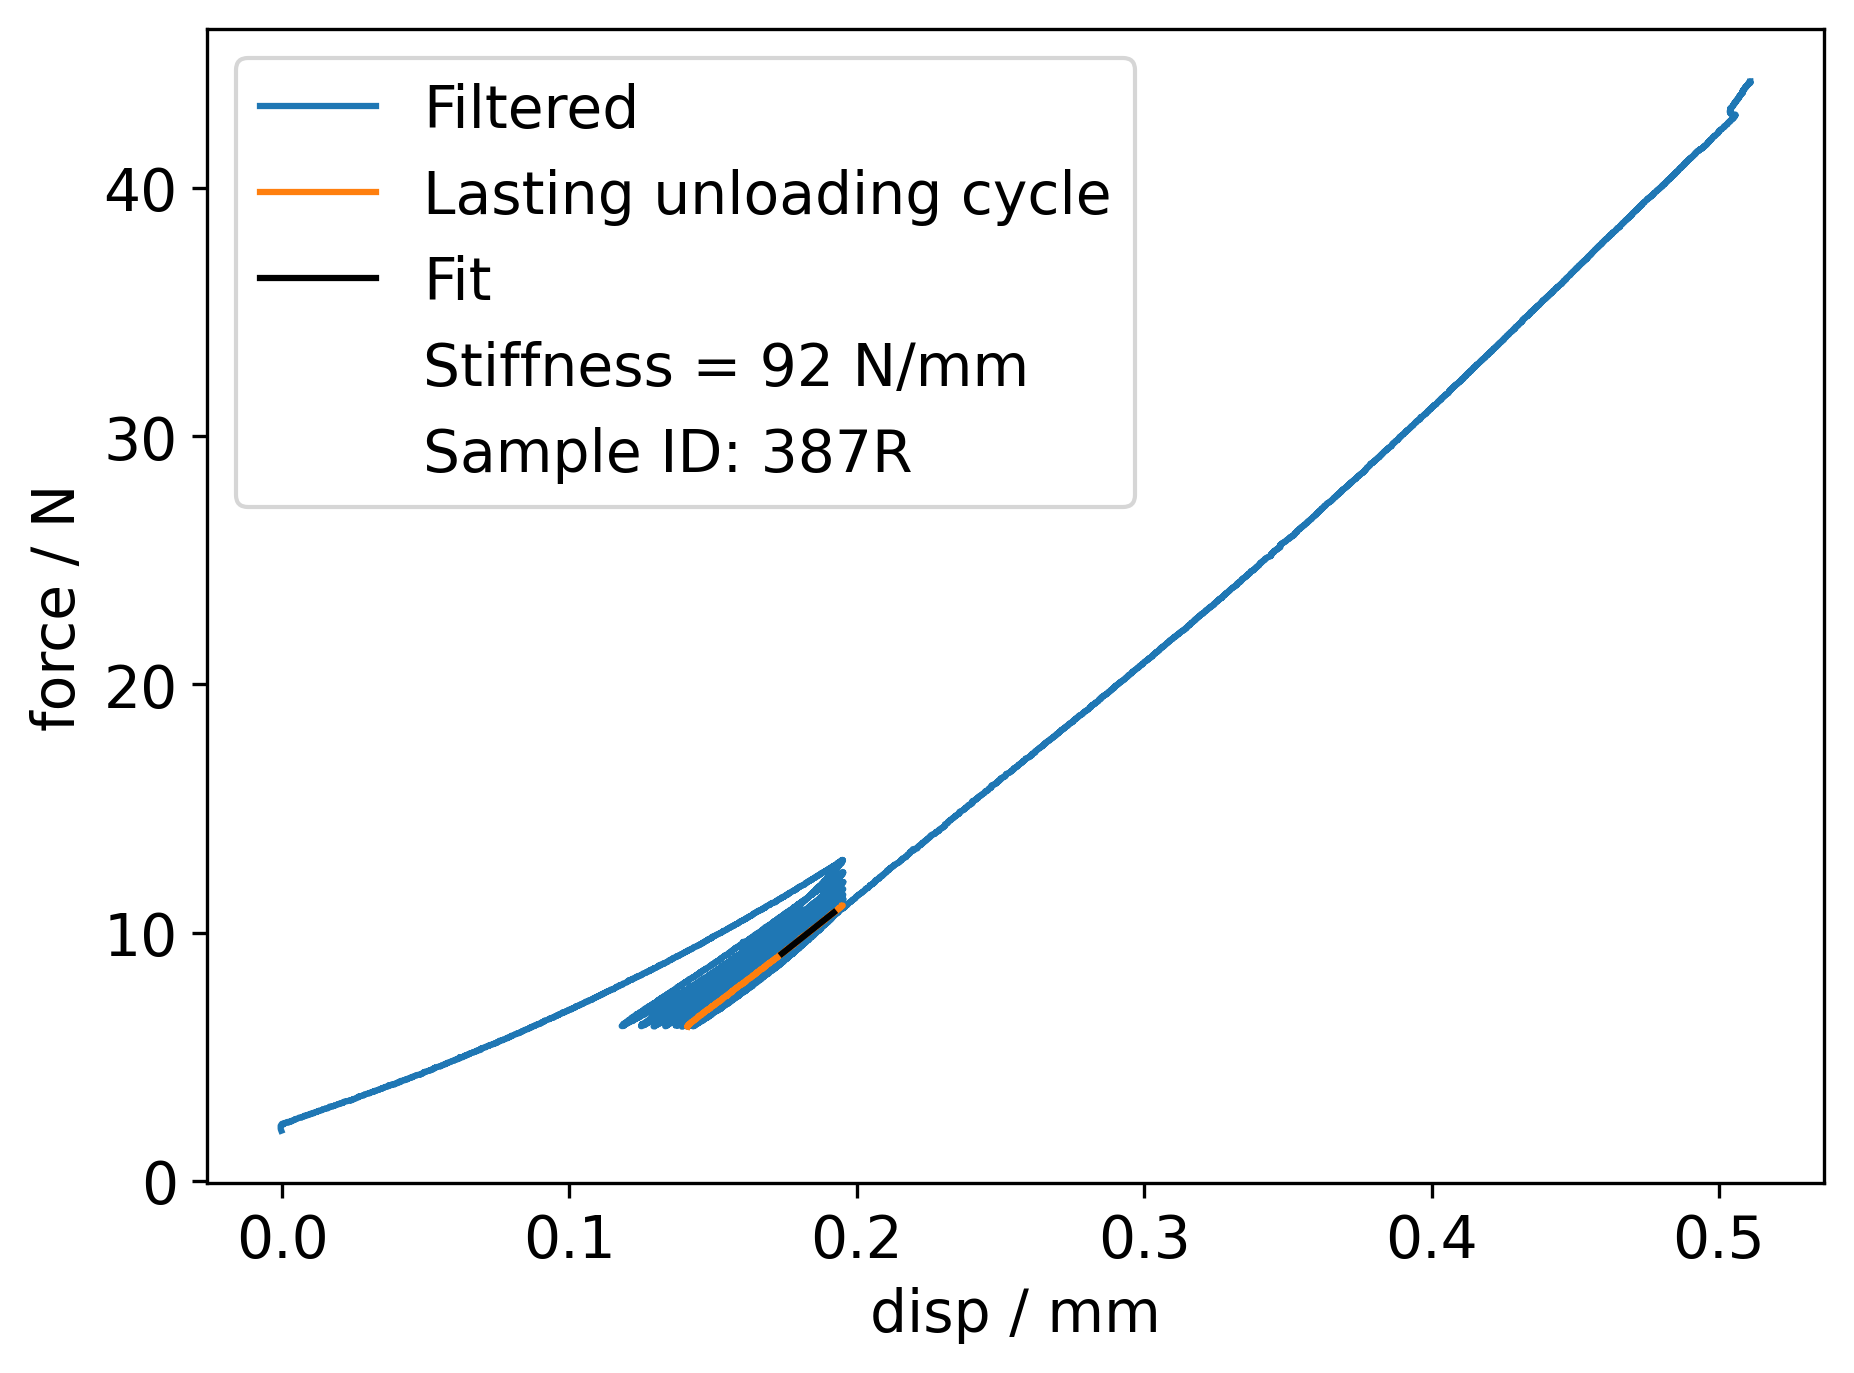 Filtered
Lasting unloading cycle
Fit
Stiffness = 92 N/mm
Sample ID: 387R
force / N
40
30
20
10
0
0.0 0.1 0.2 0.3 0.4 0.5
disp / mm